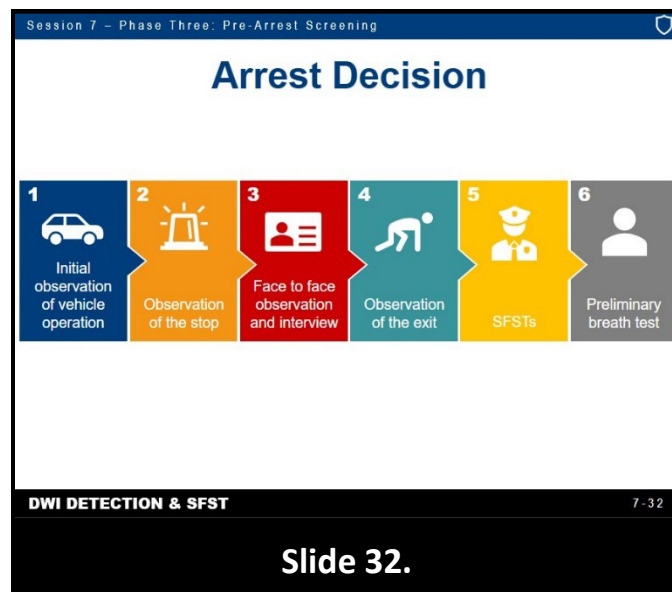 Session 7 – Phase Three: Pre-Arrest Screening
Arrest Decision
1
Initial
observation
of vehicle
operation
2
Observation
of the stop
3
Face to face
observation
and interview
4
Observation
of the exit
5
SFSTs
6
Preliminary
breath test
DWI DETECTION & SFST
7-32
Slide 32.